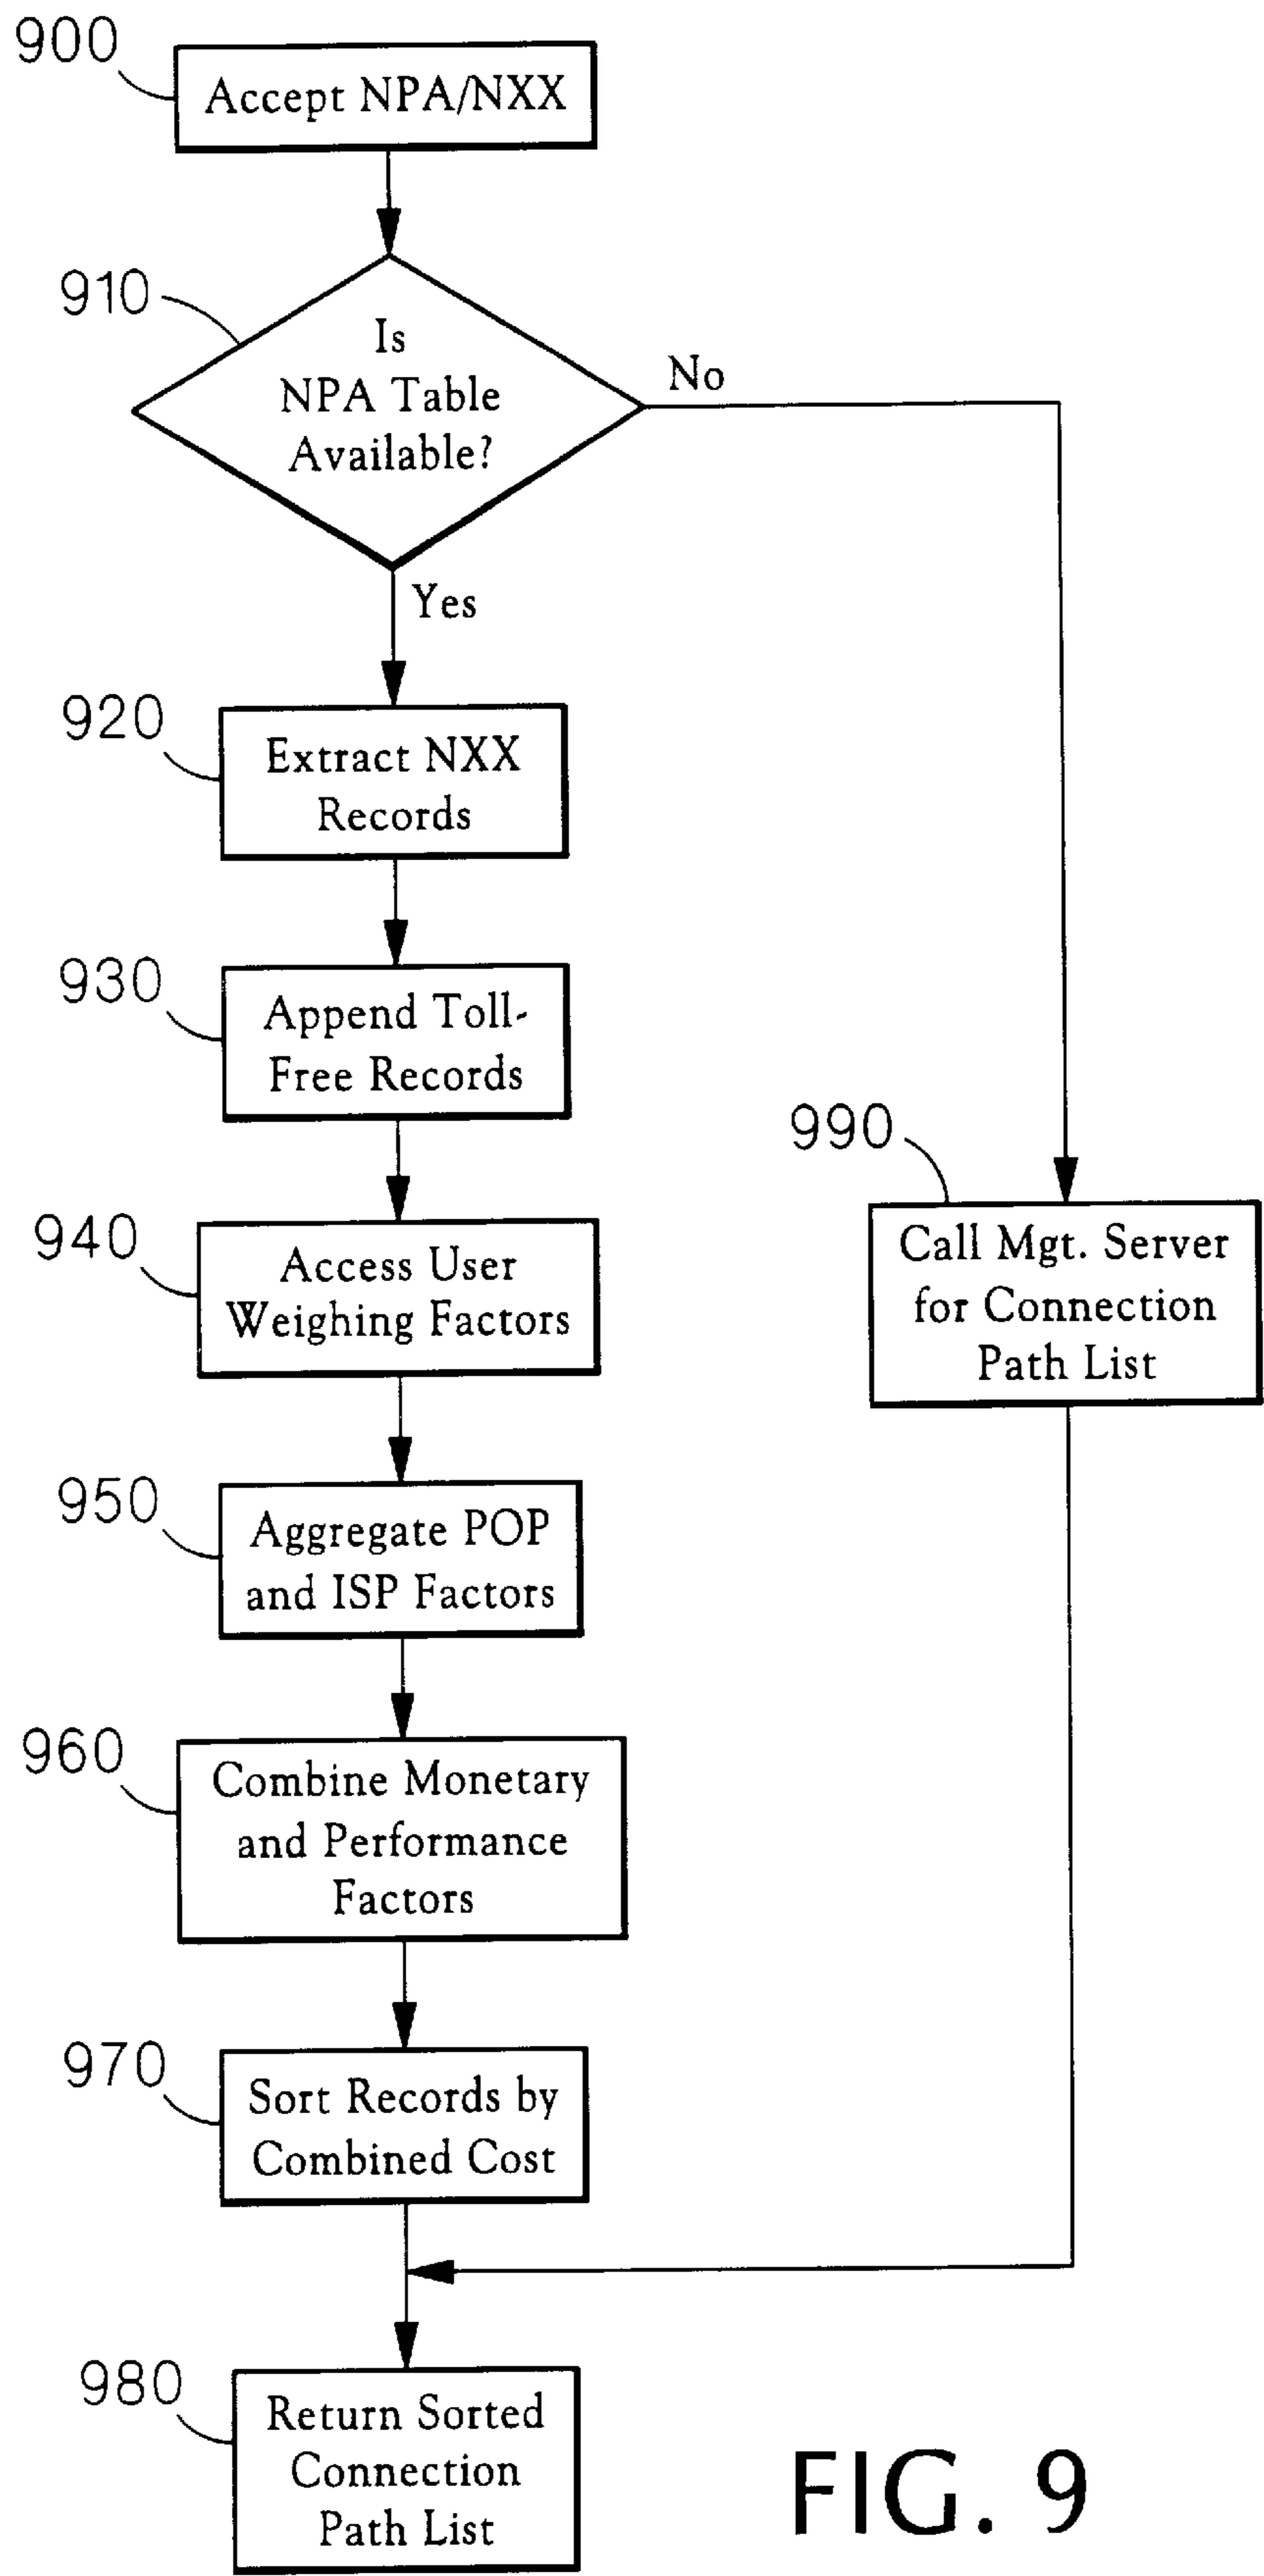 900
Accept NPA/NXX
910
Is
NPA Table
Available?
No
Yes
920
Extract NXX
Records
930
Append Toll-
Free Records
940
Access User
Weighing Factors
990
Call Mgt. Server
for Connection
Path List
950
Aggregate POP
and ISP Factors
960
Combine Monetary
and Performance
Factors
970
Sort Records by
Combined Cost
980
Return Sorted
Connection
Path List
FIG. 9